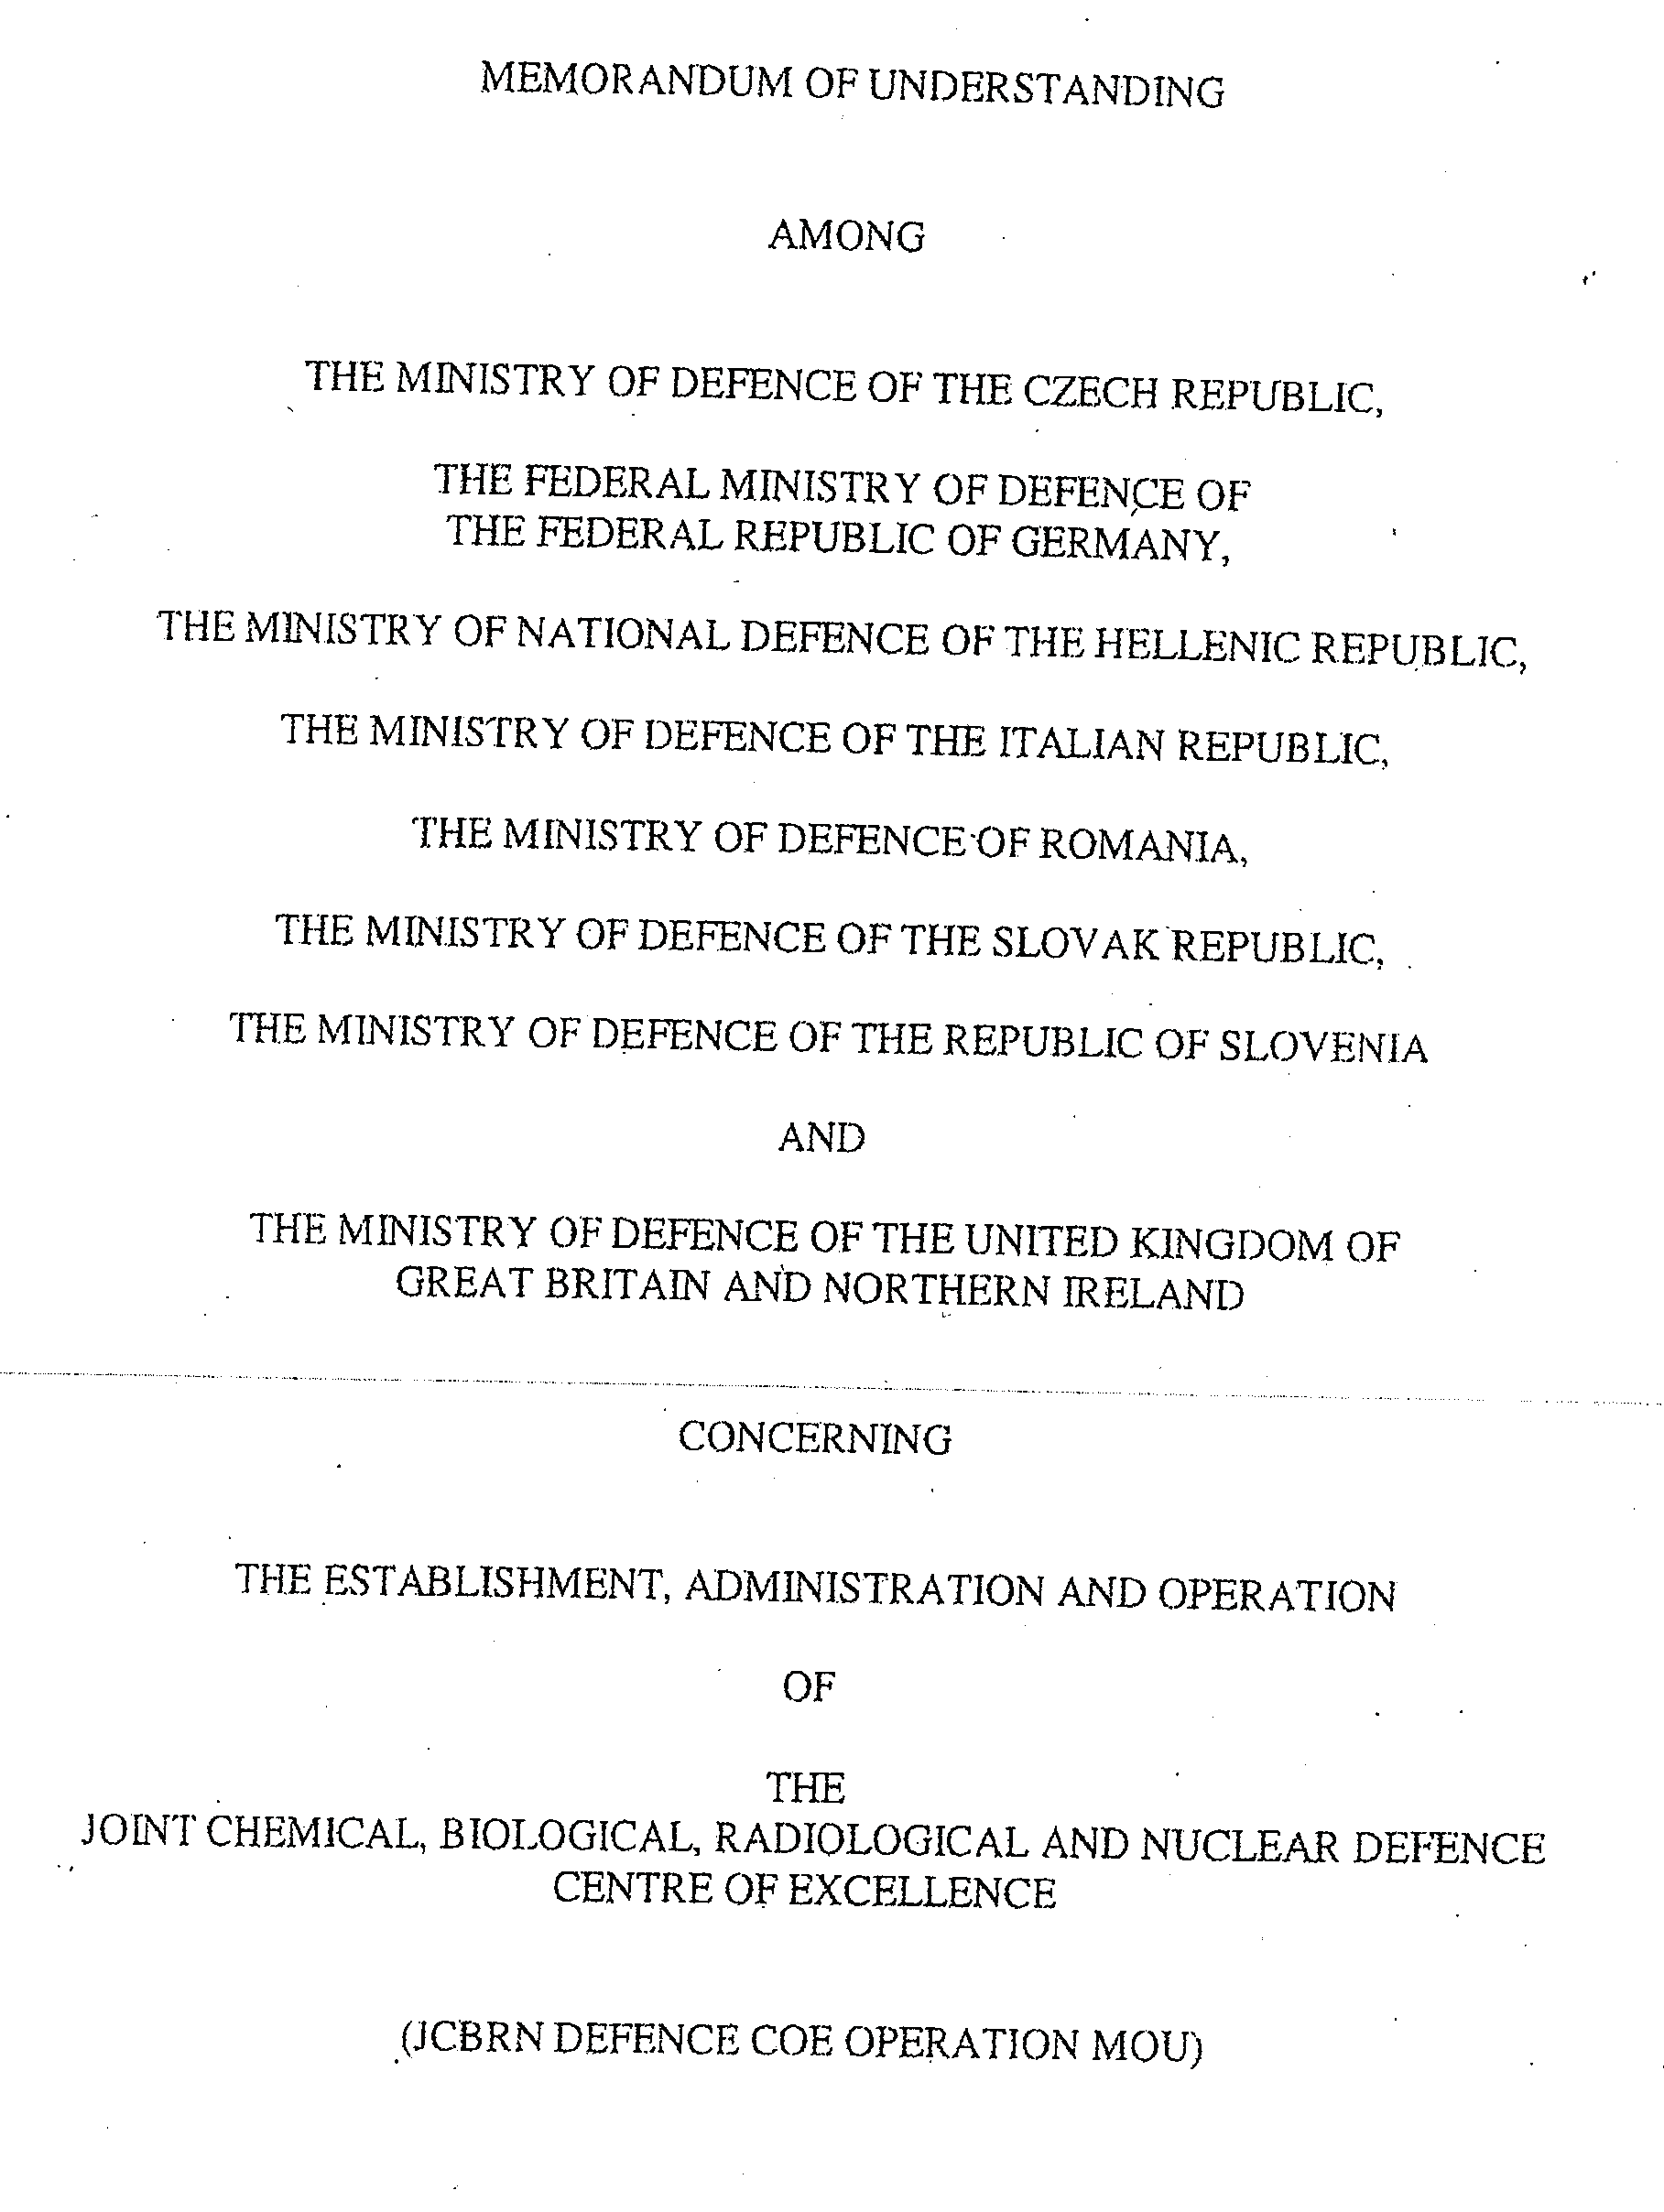 MEMORANDUM OF UNDERSTANDING
AMONG
THE MINISTRY OF DEFENCE OF THE CZECH REPUBLIC,
THE FEDERAL MINISTRY OF DEFENCE OF
THE FEDERAL REPUBLIC OF GERMANY,
THE MINISTRY OF NATIONAL DEFENCE OF THE HELLENIC REPUBLIC,
THE MINISTRY OF DEFENCE OF THE ITALIAN REPUBLIC,
THE MINISTRY OF DEFENCE OF ROMANIA,
THE MINISTRY OF DEFENCE OF THE SLOVAK REPUBLIC,
THE MINISTRY OF DEFENCE OF THE REPUBLIC OF SLOVENIA
AND
THE MINISTRY OF DEFENCE OF THE UNITED KINGDOM OF
GREAT BRITAIN AND NORTHERN IRELAND
CONCERNING
THE ESTABLISHMENT, ADMINISTRATION AND OPERATION
OF
THE
JOINT CHEMICAL, BIOLOGICAL, RADIOLOGICAL AND NUCLEAR DEFENCE
CENTRE OF EXCELLENCE
(JCBRN DEFENCE COE OPERATION MOU)